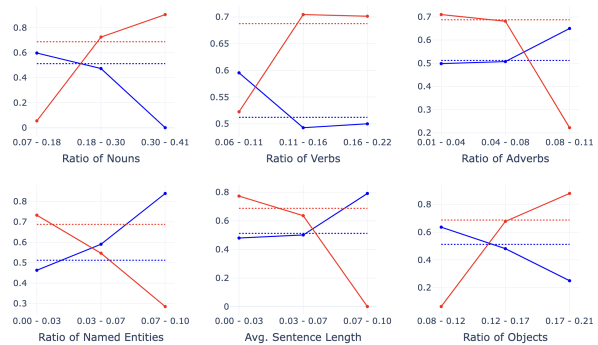 0.8
0.6
0.4
0.2
0
0.07 - 0.18 0.18 - 0.30 0.30 - 0.41
Ratio of Nouns
0.7
0.65
0.6
0.55
0.5
0.06 - 0.11 0.11 - 0.16 0.16 - 0.22
Ratio of Verbs
0.7
0.6
0.5
0.4
0.3
0.2
0.01 - 0.04 0.04 - 0.08 0.08 - 0.11
Ratio of Adverbs
0.8
0.7
0.6
0.5
0.4
0.3
0.00 - 0.03 0.03 - 0.07 0.07 - 0.10
Ratio of Named Entities
0.8
0.6
0.4
0.2
0
0.00 - 0.03 0.03 - 0.07 0.07 - 0.10
Avg. Sentence Length
0.8
0.6
0.4
0.2
0.08 - 0.12 0.12 - 0.17 0.17 - 0.21
Ratio of Objects